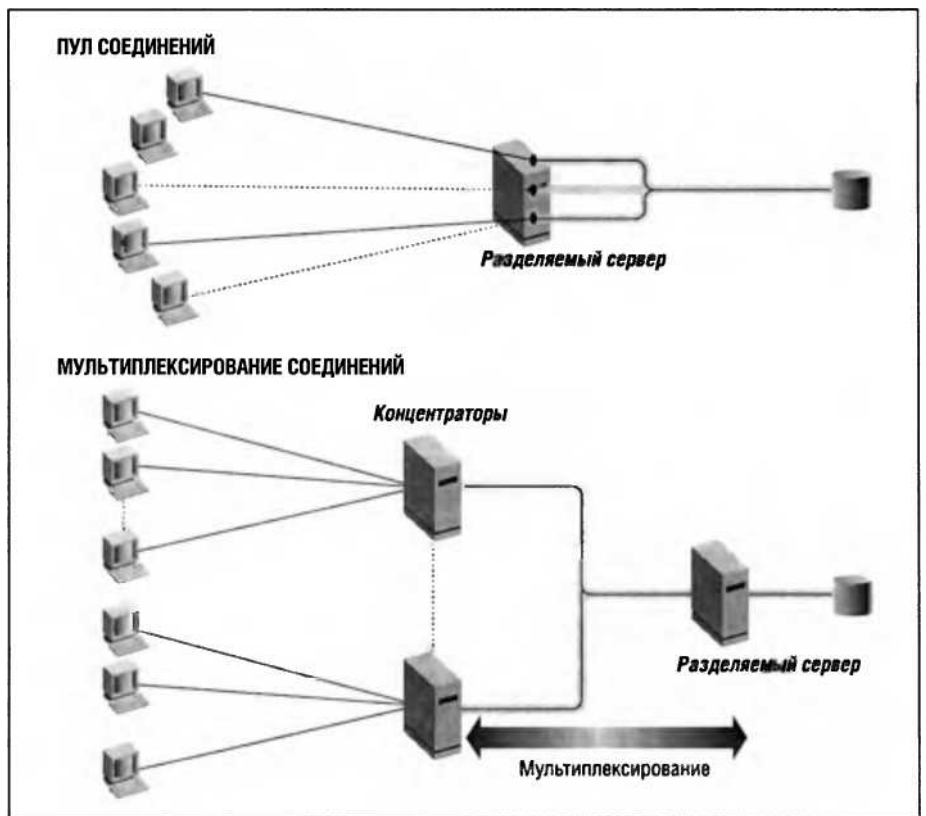 ПУЛ СОЕДИНЕНИЙ
Разделяемый сервер
МУЛЬТИПЛЕКСИРОВАНИЕ СОЕДИНЕНИЙ
Концентраторы
Разделяемый сервер
Мультиплексирование